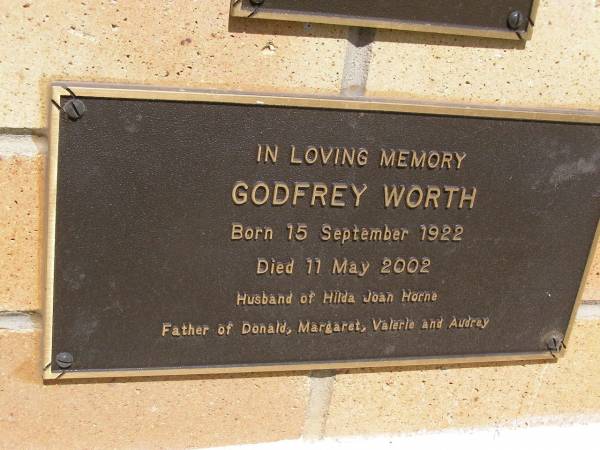 IN LOVING MEMORY
GODFREY WORTH
Born 15 September 1922
Died 11 May 2002
Husband of Hilda Joan Horne
Father of Donald, Margaret, Valerie and Audrey